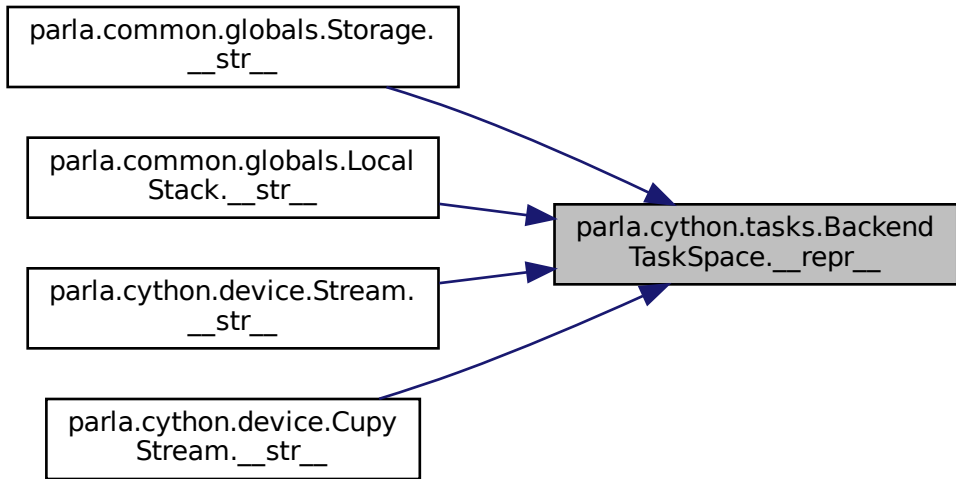 parla.common.globals.Storage.
__str__
parla.common.globals.Local
Stack.__str__
parla.cython.device.Stream.
__str__
parla.cython.device.Cupy
Stream.__str__
parla.cython.tasks.Backend
TaskSpace.__repr__